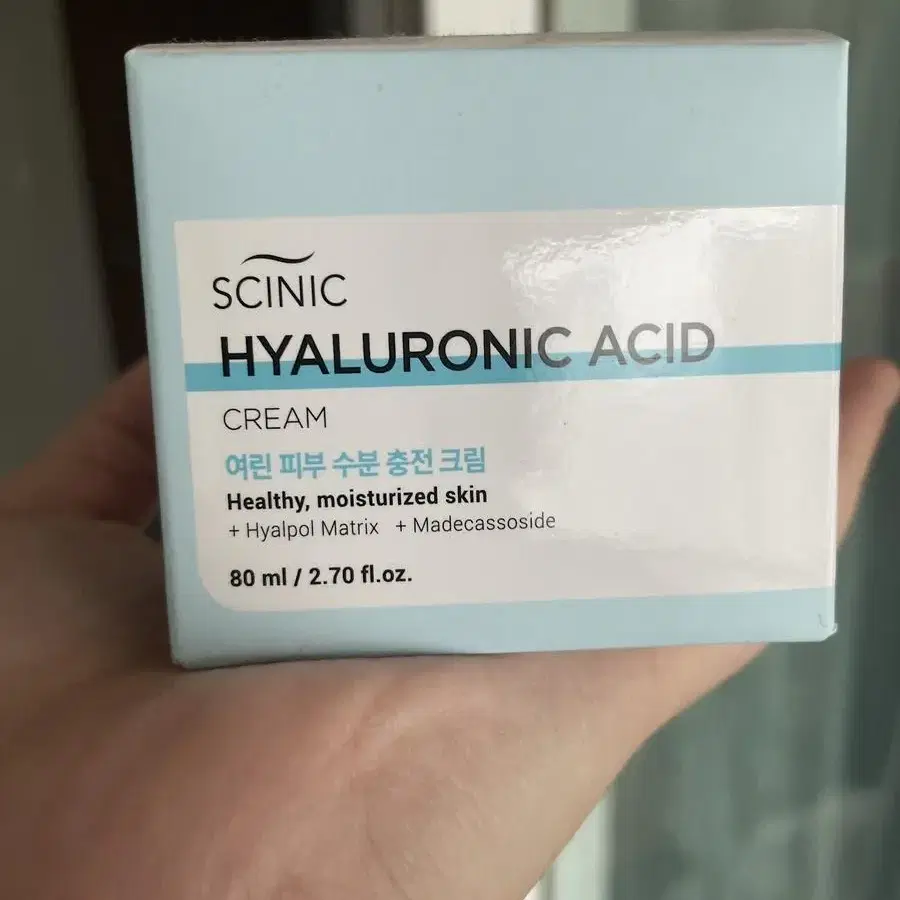 SCINIC
HYALURONIC ACID
CREAM
여린 피부 수분 충전 크림
Healthy, moisturized skin
+ Hyalpol Matrix + Madecassoside
80 ml / 2.70 fl.oz.